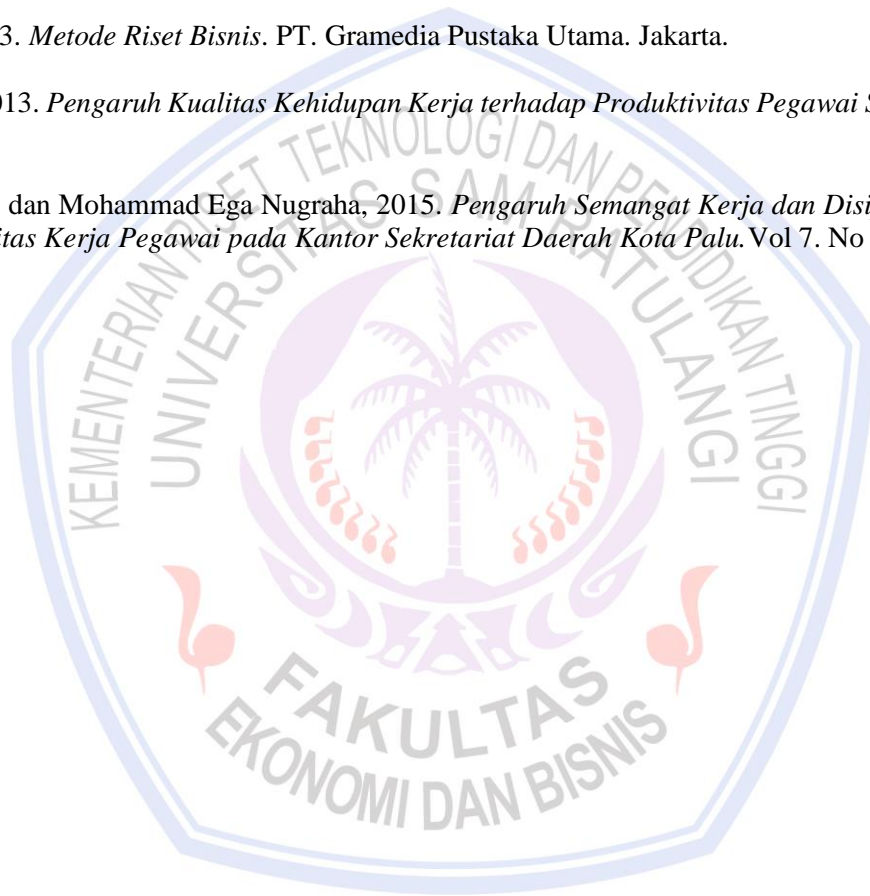 3. Metode Riset Bisnis. PT. Gramedia Pustaka Utama. Jakarta.
013. Pengaruh Kualitas Kehidupan Kerja terhadap Produktivitas Pegawai S
dan Mohammad Ega Nugraha, 2015. Pengaruh Semangat Kerja dan Disi
itas Kerja Pegawai pada Kantor Sekretariat Daerah Kota Palu.Vol 7. No
KEMENTERIAN RISET TEKNOLOGI DAN PENDIDIKAN TINGGI
UNIVERSITAS SAM RATULANGI
FAKULTAS
EKONOMI DAN BISNIS